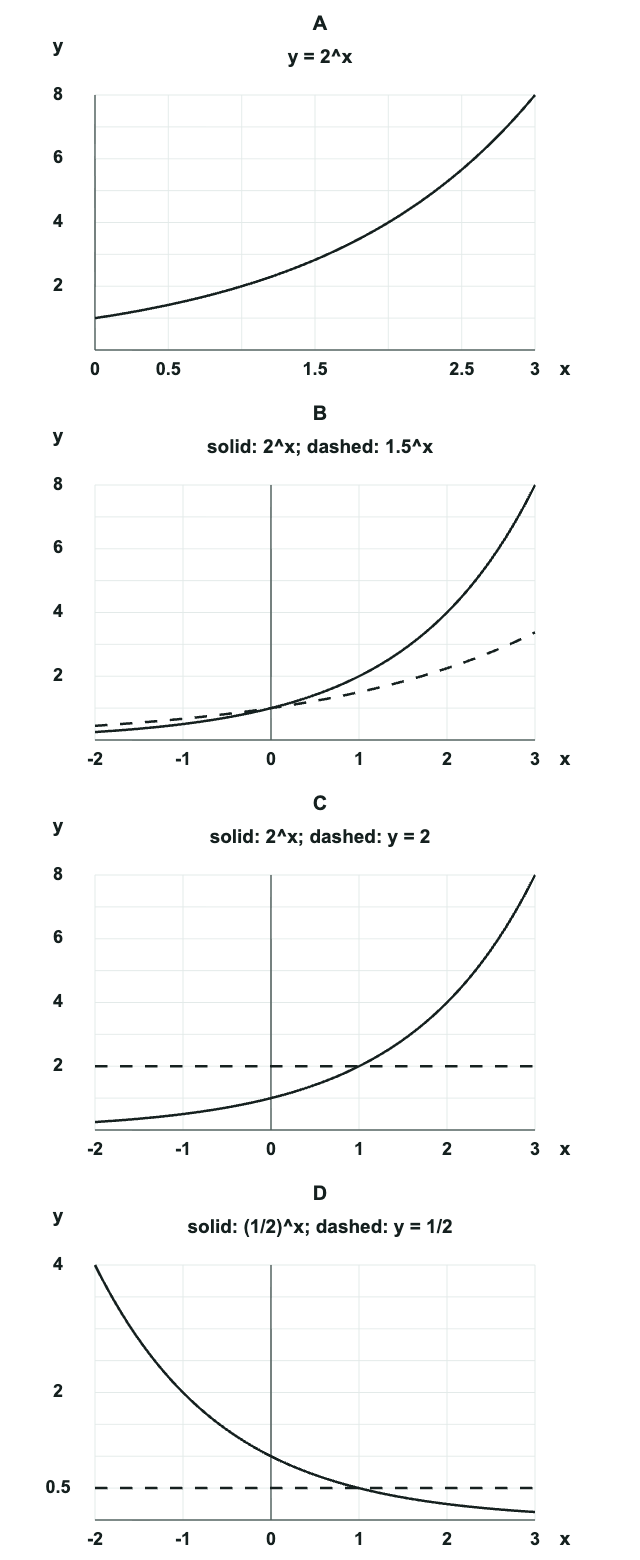 A
y
y = 2^x
8
6
4
2
0 0.5 1.5 2.5 3 x
B
y
solid: 2^x; dashed: 1.5^x
8
6
4
2
-2 -1 0 1 2 3 x
C
y
solid: 2^x; dashed: y = 2
8
6
4
2
-2 -1 0 1 2 3 x
D
y
solid: (1/2)^x; dashed: y = 1/2
4
2
0.5
-2 -1 0 1 2 3 x